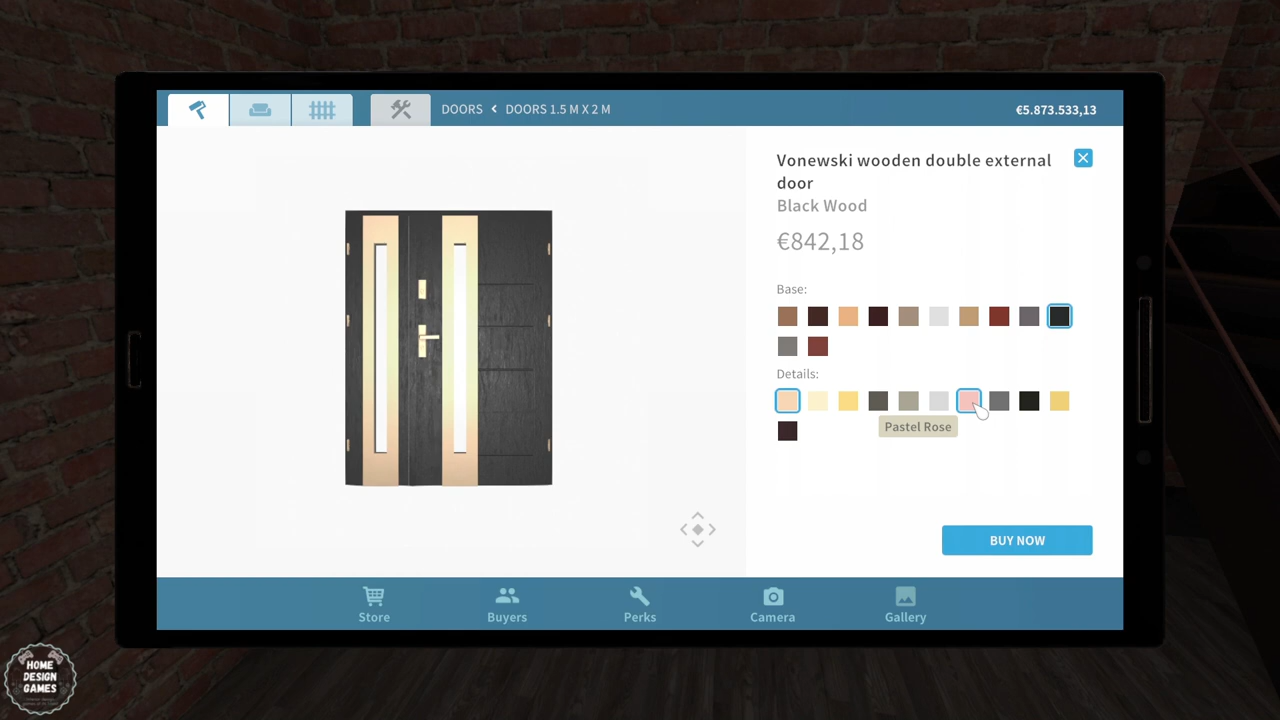 DOORS < DOORS 1.5 M X 2 M
€5.873.533,13
Vonewski wooden double external
door
Black Wood
€842,18
Base:
Details:
Pastel Rose
BUY NOW
Store
Buyers
Perks
Camera
Gallery
HOME
DESIGN
GAMES